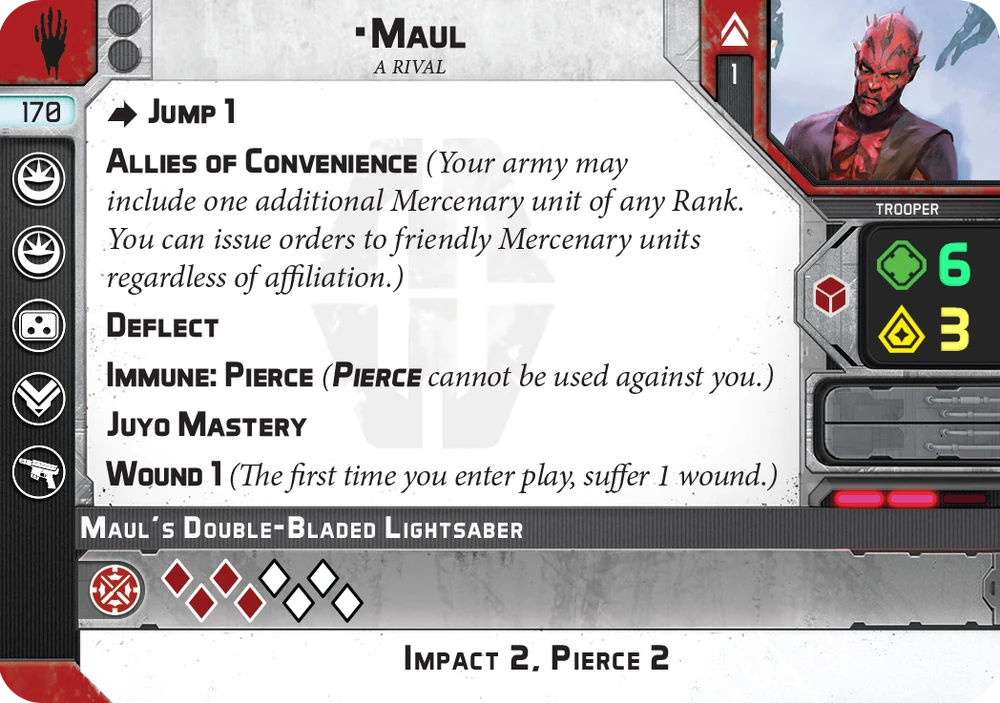 ▪Maul
A RIVAL
170
1
Jump 1
Allies of Convenience (Your army may
include one additional Mercenary unit of any Rank.
You can issue orders to friendly Mercenary units
regardless of affiliation.)
Deflect
Immune: Pierce (Pierce cannot be used against you.)
Juyo Mastery
Wound 1 (The first time you enter play, suffer 1 wound.)
TROOPER
6
3
Maul's Double-Bladed Lightsaber
Impact 2, Pierce 2